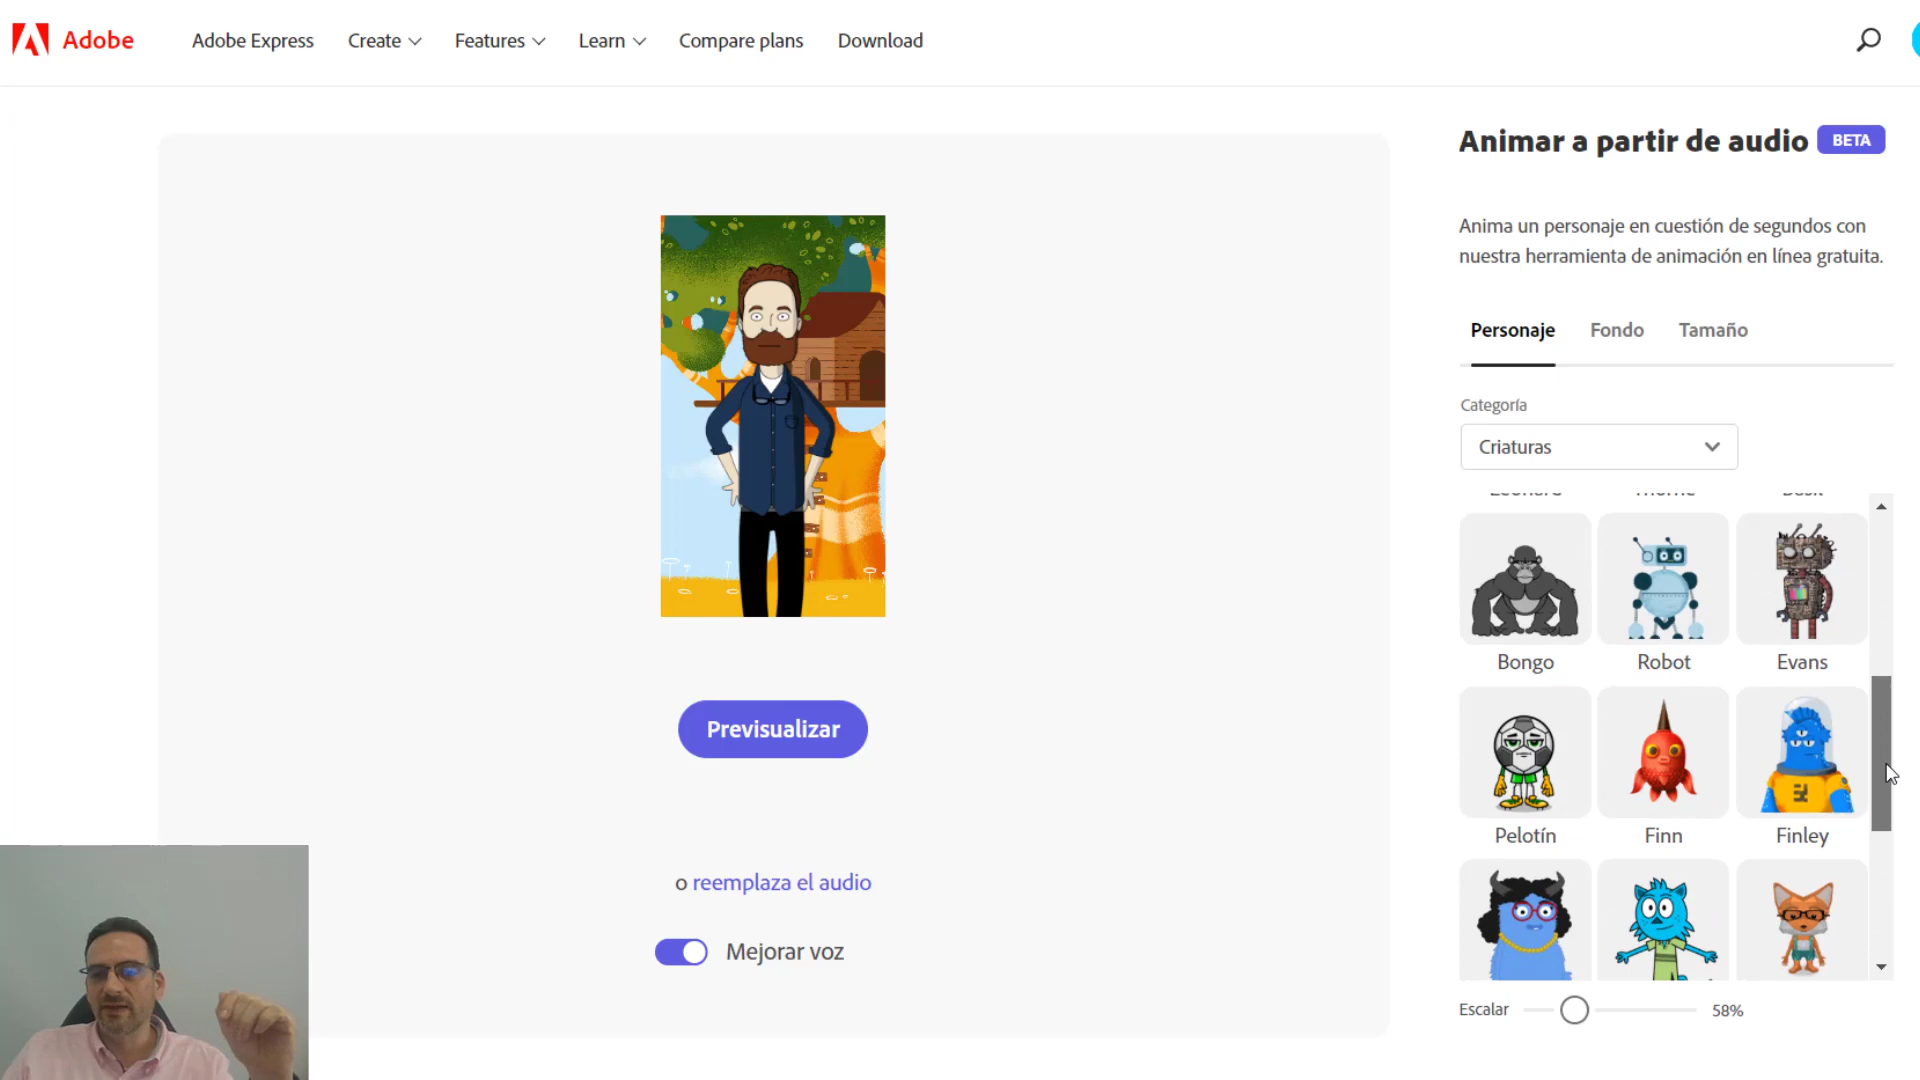 Adobe
Adobe Express
Create
Features
Learn
Compare plans
Download
Animar a partir de audio
BETA
Anima un personaje en cuestión de segundos con
nuestra herramienta de animación en línea gratuita.
Personaje
Fondo
Tamaño
Categoría
Criaturas
Bongo
Robot
Evans
Pelotín
Finn
Finley
Escalar
58%
Previsualizar
o reemplaza el audio
Mejorar voz